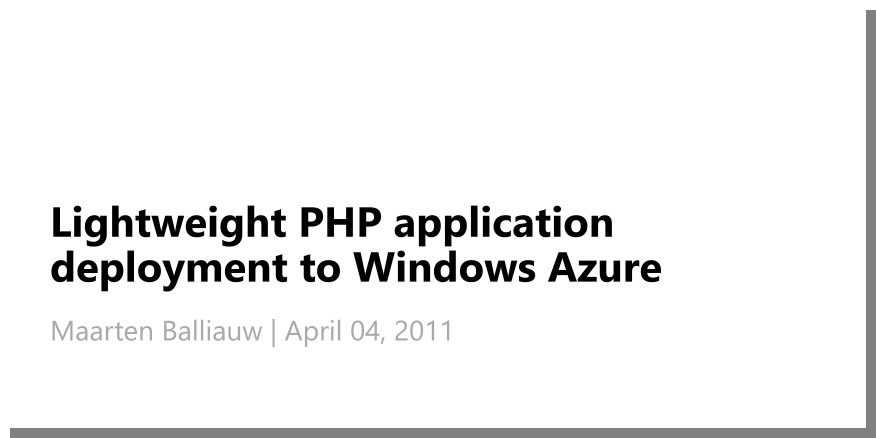 Lightweight PHP application
deployment to Windows Azure
Maarten Balliauw | April 04, 2011